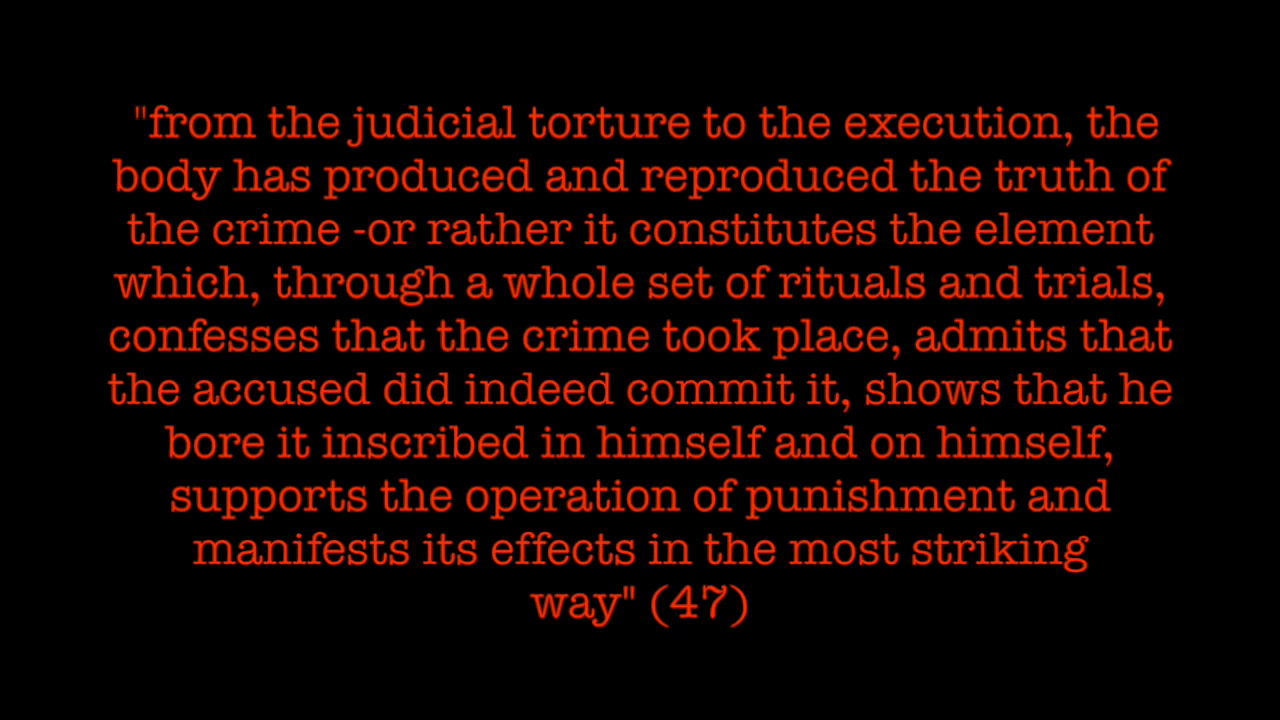 "from the judicial torture to the execution, the
body has produced and reproduced the truth of
the crime -or rather it constitutes the element
which, through a whole set of rituals and trials,
confesses that the crime took place, admits that
the accused did indeed commit it, shows that he
bore it inscribed in himself and on himself,
supports the operation of punishment and
manifests its effects in the most striking
way" (47)